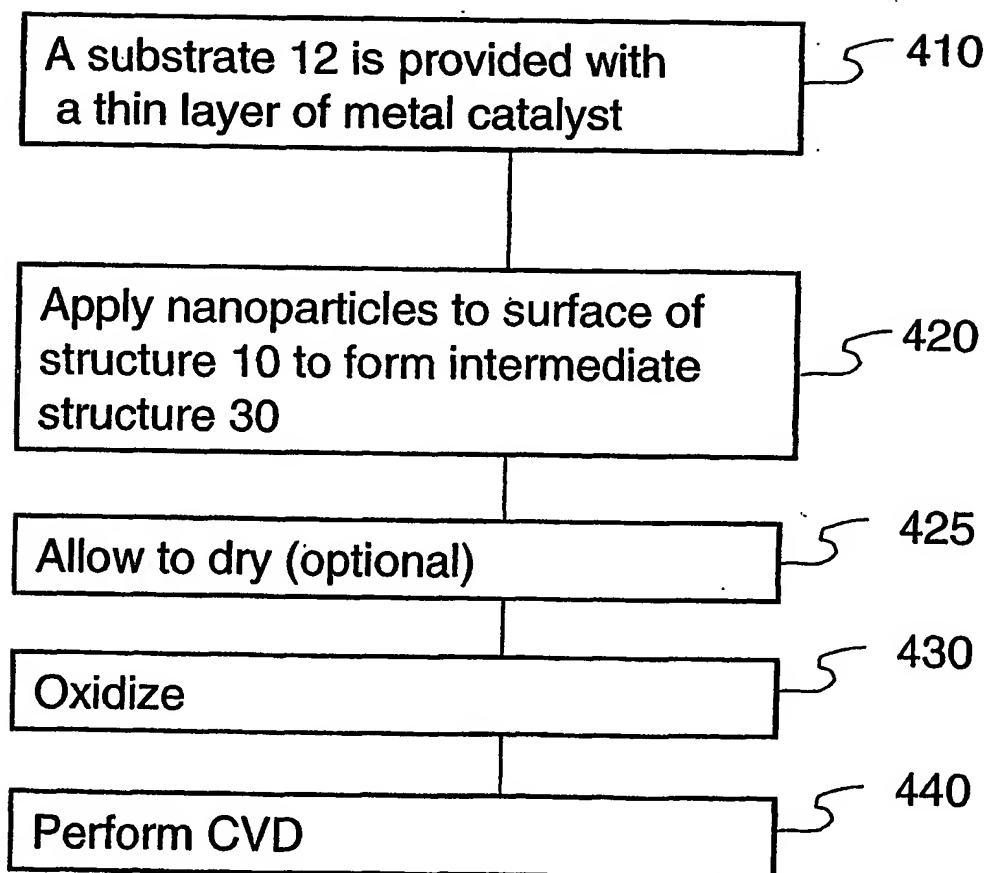 A substrate 12 is provided with
a thin layer of metal catalyst
410
Apply nanoparticles to surface of
structure 10 to form intermediate
structure 30
420
Allow to dry (optional)
425
Oxidize
430
Perform CVD
440